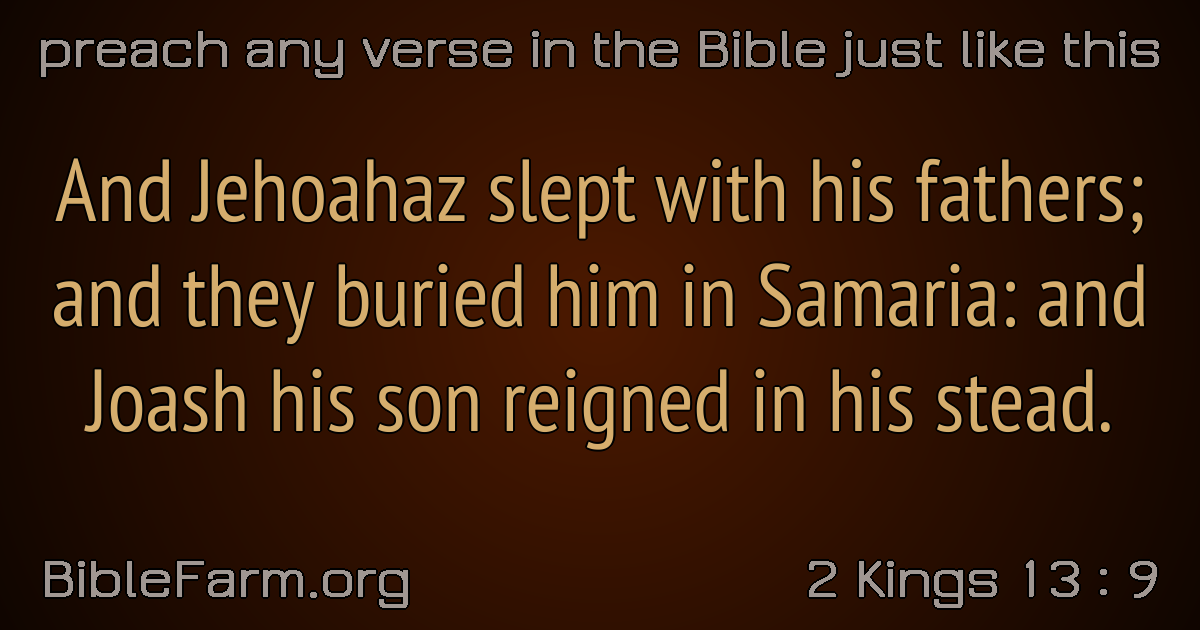 preach any verse in the Bible just like this
And Jehoahaz slept with his fathers;
and they buried him in Samaria: and
Joash his son reigned in his stead.
BibleFarm.org
2 Kings 13 : 9